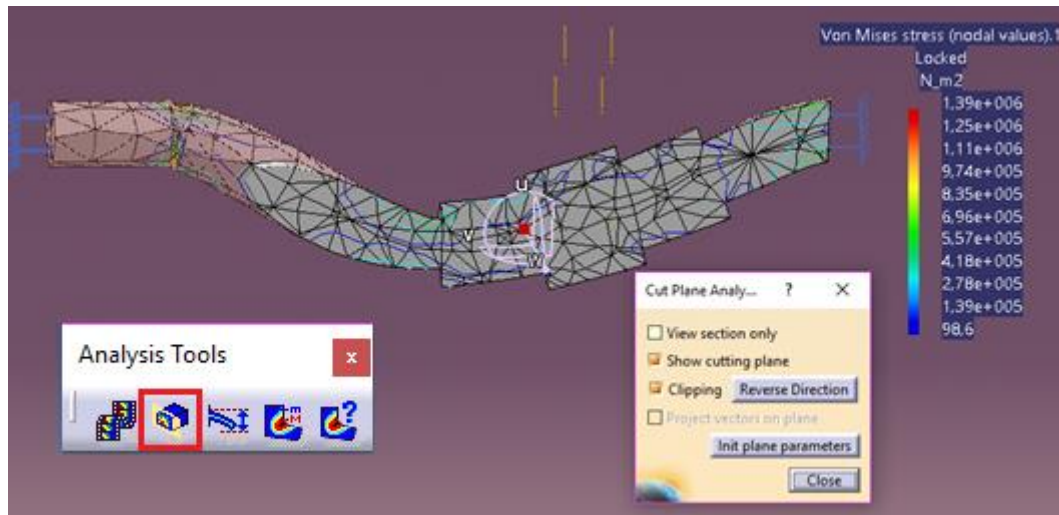 Von Mises stress (nodal values).1
Locked
N_m2
1,39e+006
1,25e+006
1,11e+006
9,74e+005
8,35e+005
6,96e+005
5,57e+005
4,18e+005
2,78e+005
1,39e+005
98,6
U
V
W
Cut Plane Analy... ? X
View section only
Show cutting plane
Clipping Reverse Direction
Project vectors on plane
Init plane parameters
Close
Analysis Tools x